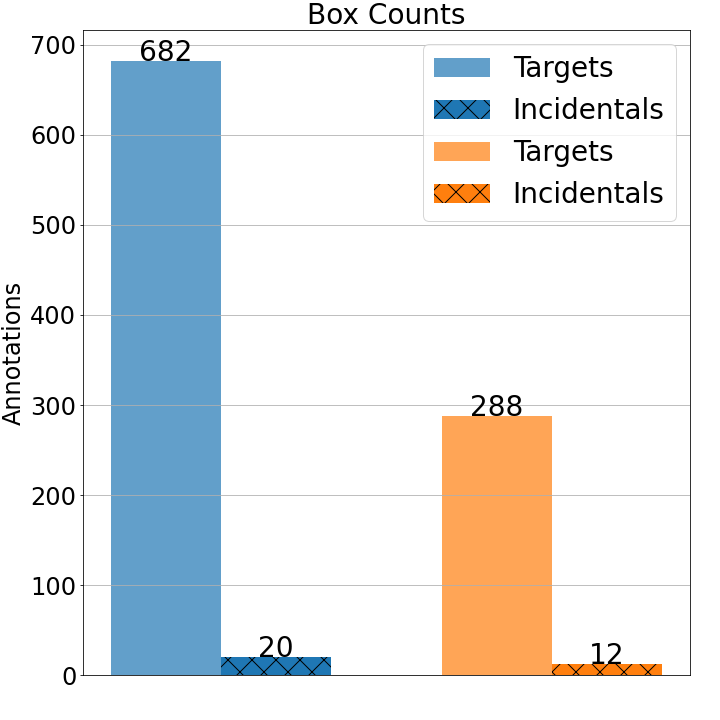 Box Counts
Annotations
700
600
500
400
300
200
100
0
682
20
288
12
Targets
Incidentals
Targets
Incidentals